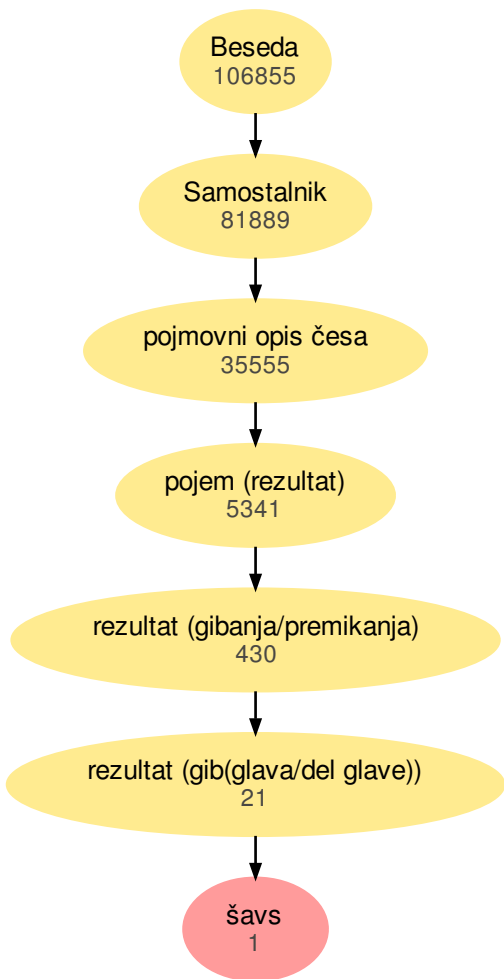 Beseda
106855
Samostalnik
81889
pojmovni opis česa
35555
pojem (rezultat)
5341
rezultat (gibanja/premikanja)
430
rezultat (gib(glava/del glave))
21
šavs
1